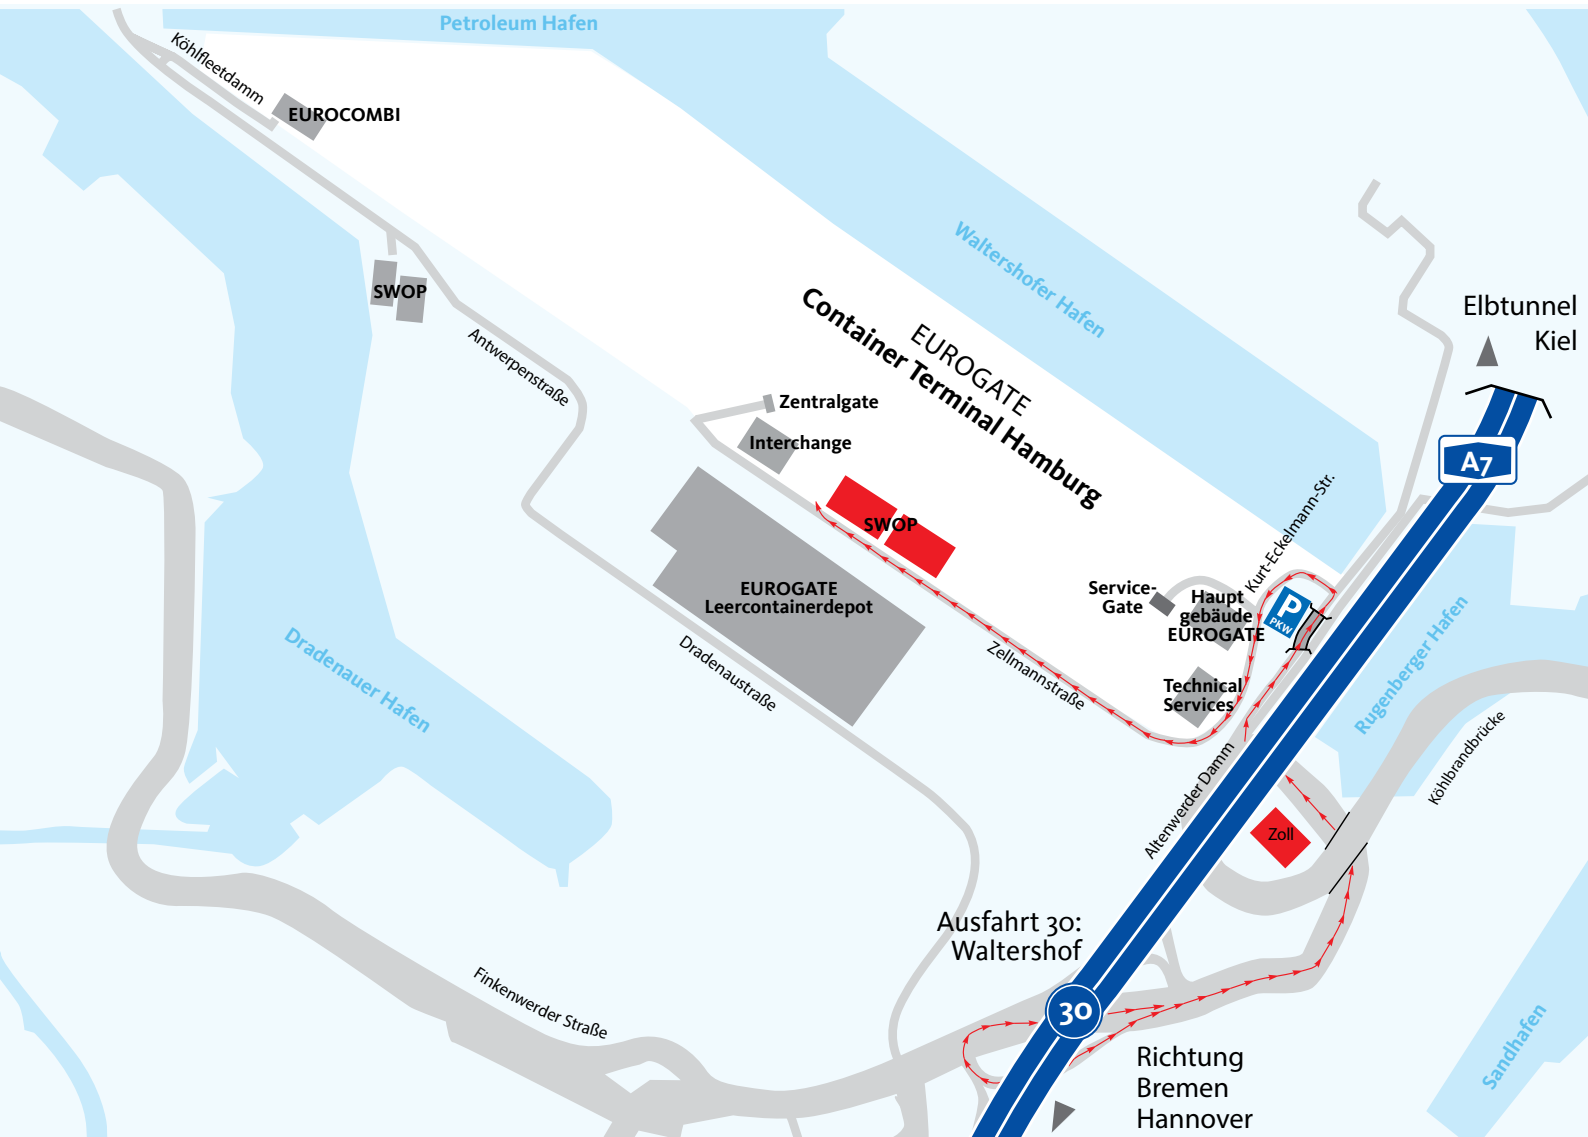 Petroleum Hafen
Köhlfleetdamm
EUROCOMBI
Waltershofer Hafen
SWOP
Antwerpenstraße
EUROGATE
Container Terminal Hamburg
Elbtunnel
Kiel
Zentralgate
Interchange
A7
SWOP
Kurt-Eckelmann-Str.
EUROGATE
Leercontainerdepot
Service-
Gate
Haupt
gebäude
EUROGATE
P
PKW
Dradenauer Hafen
Dradenaustraße
Zellmannstraße
Technical
Services
Rugenberger Hafen
Köhlbrandbrücke
Altenwerder Damm
Zoll
Ausfahrt 30:
Waltershof
Finkenwerder Straße
30
Richtung
Bremen
Hannover
Sandhafen